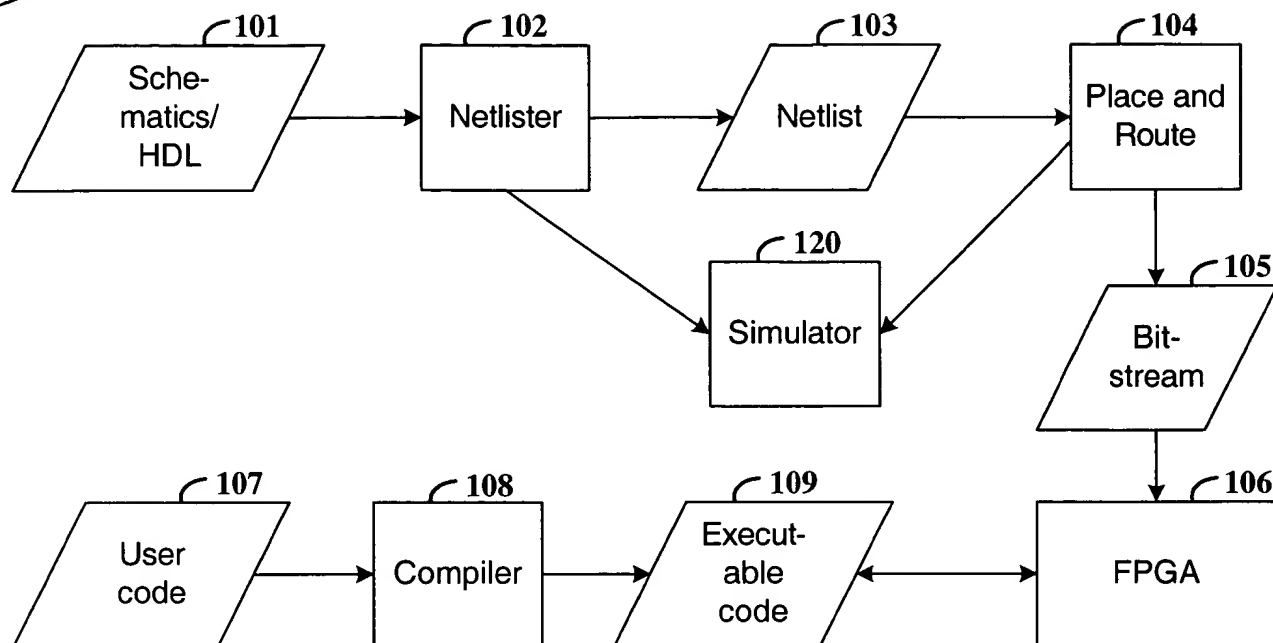 101
102
103
104
Sche-
matics/
HDL
Netlister
Netlist
Place and
Route
120
Simulator
105
Bit-
stream
107
108
109
106
User
code
Compiler
Execut-
able
code
FPGA